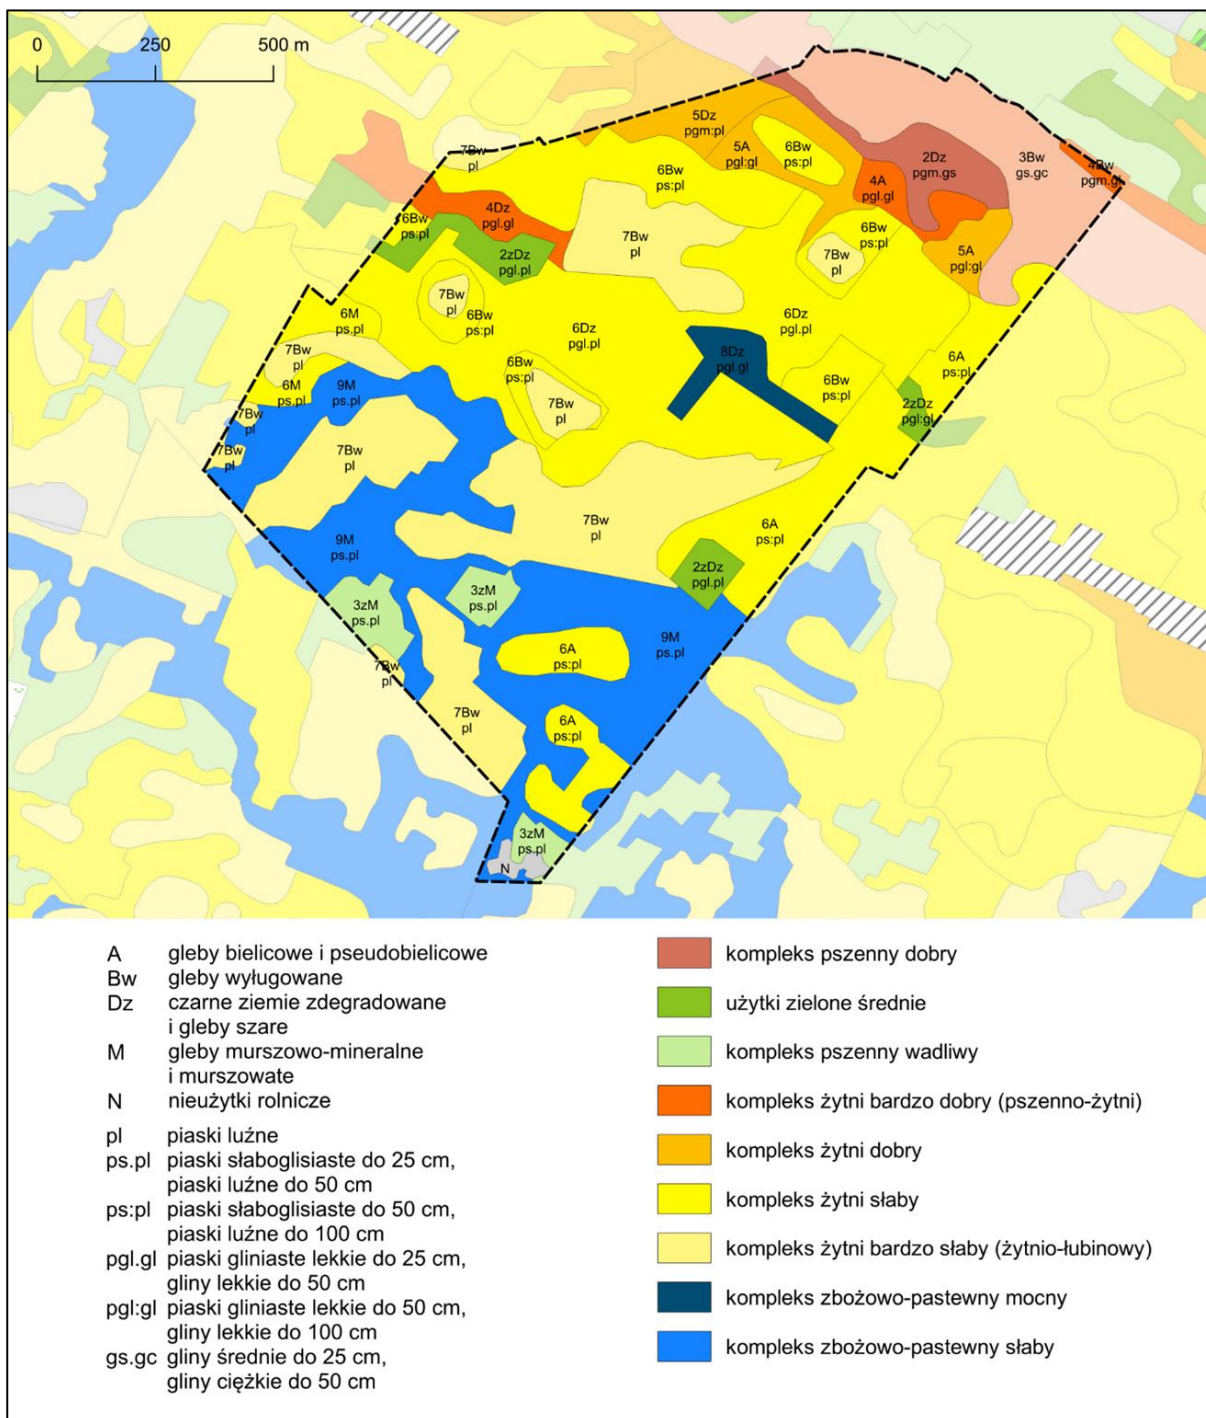 0 250 500 m
5Dz
pgm:pl
5A
pgl:gl
6Bw
ps:pl
2Dz
pgm.gs
3Bw
gs.gc
4Bw
pgm.gl
7Bw
pl
6Bw
ps:pl
4A
pgl.gl
4Dz
pgl.gl
6Bw
ps:pl
7Bw
pl
6Bw
ps:pl
7Bw
pl
5A
pgl:gl
2zDz
pgl.pl
7Bw
pl
6Bw
ps:pl
6M
ps.pl
6Dz
pgl.pl
6Dz
pgl.pl
7Bw
pl
6Bw
ps:pl
8Dz
pgl.gl
6Bw
ps:pl
6A
ps:pl
6M
ps.pl
9M
ps.pl
7Bw
pl
2zDz
pgl:gl
7Bw
pl
7Bw
pl
7Bw
pl
7Bw
pl
6A
ps:pl
9M
ps.pl
2zDz
pgl.pl
3zM
ps.pl
3zM
ps.pl
6A
ps:pl
9M
ps.pl
7Bw
pl
7Bw
pl
6A
ps:pl
3zM
ps.pl
N
A gleby bielicowe i pseudobielicowe
Bw gleby wyługowane
Dz czarne ziemie zdegradowane
i gleby szare
M gleby murszowo-mineralne
i murszowate
N nieużytki rolnicze
pl piaski luźne
ps.pl piaski słaboglisiaste do 25 cm,
piaski luźne do 50 cm
ps:pl piaski słaboglisiaste do 50 cm,
piaski luźne do 100 cm
pgl.gl piaski gliniaste lekkie do 25 cm,
gliny lekkie do 50 cm
pgl:gl piaski gliniaste lekkie do 50 cm,
gliny lekkie do 100 cm
gs.gc gliny średnie do 25 cm,
gliny ciężkie do 50 cm
kompleks pszenny dobry
użytki zielone średnie
kompleks pszenny wadliwy
kompleks żytni bardzo dobry (pszenno-żytni)
kompleks żytni dobry
kompleks żytni słaby
kompleks żytni bardzo słaby (żytnio-łubinowy)
kompleks zbożowo-pastewny mocny
kompleks zbożowo-pastewny słaby